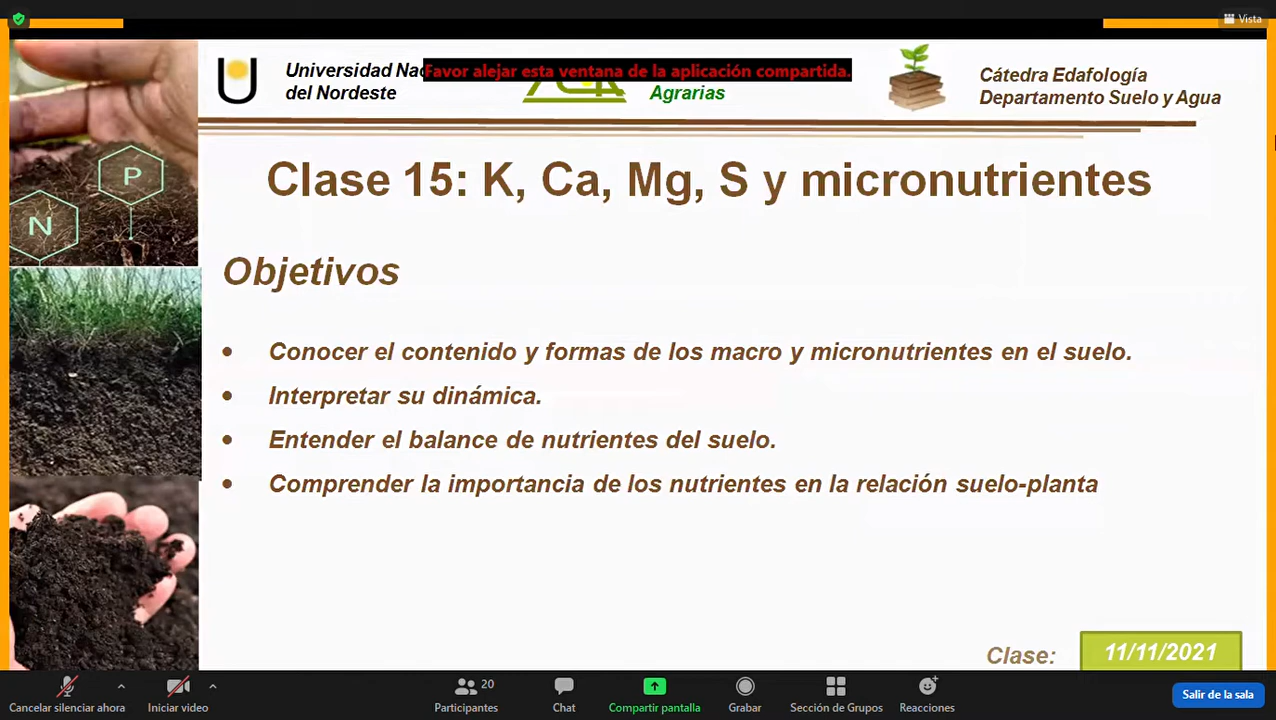 Vista
Universidad Nac
del Nordeste
Favor alejar esta ventana de la aplicación compartida.
Agrarias
Cátedra Edafología
Departamento Suelo y Agua
Clase 15: K, Ca, Mg, S y micronutrientes
P
N
Objetivos
• Conocer el contenido y formas de los macro y micronutrientes en el suelo.
• Interpretar su dinámica.
• Entender el balance de nutrientes del suelo.
• Comprender la importancia de los nutrientes en la relación suelo-planta
Clase: 11/11/2021
20
Cancelar silenciar ahora Iniciar video Participantes Chat Compartir pantalla Grabar Sección de Grupos Reacciones Salir de la sala